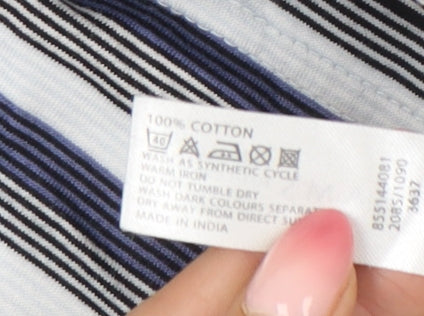 100% COTTON
40
WASH AS SYNTHETIC CYCLE
WARM IRON
DO NOT TUMBLE DRY
WASH DARK COLOURS
DRY AWAY FROM DIRECT
MADE IN INDIA
855144081
2085/1090
3637